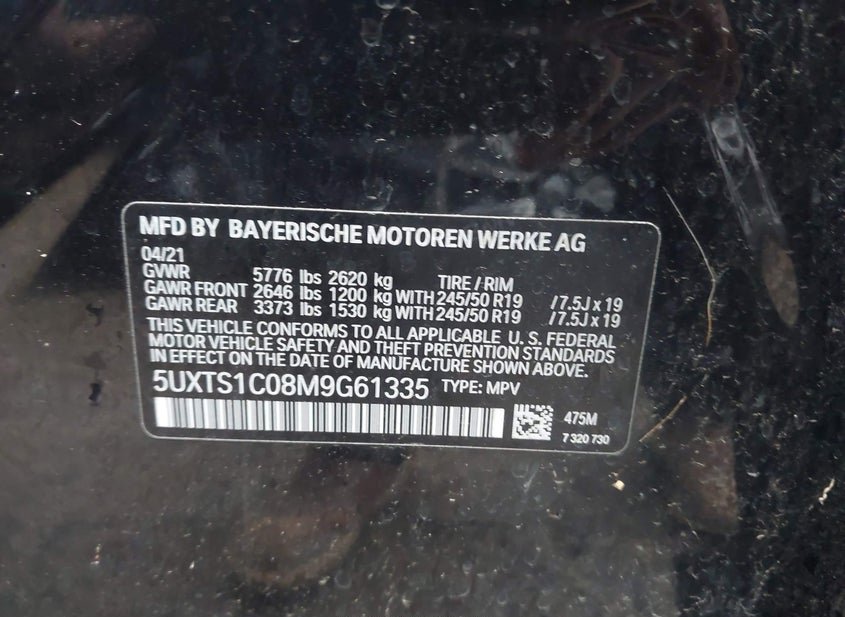 MFD BY BAYERISCHE MOTOREN WERKE AG
04/21
GVWR 5776 lbs 2620 kg TIRE / RIM
GAWR FRONT 2646 lbs 1200 kg WITH 245/50 R19 / 7.5J x 19
GAWR REAR 3373 lbs 1530 kg WITH 245/50 R19 / 7.5J x 19
THIS VEHICLE CONFORMS TO ALL APPLICABLE U. S. FEDERAL
MOTOR VEHICLE SAFETY AND THEFT PREVENTION STANDARDS
IN EFFECT ON THE DATE OF MANUFACTURE SHOWN ABOVE.
5UXTS1C08M9G61335 TYPE: MPV
475M
7 320 730